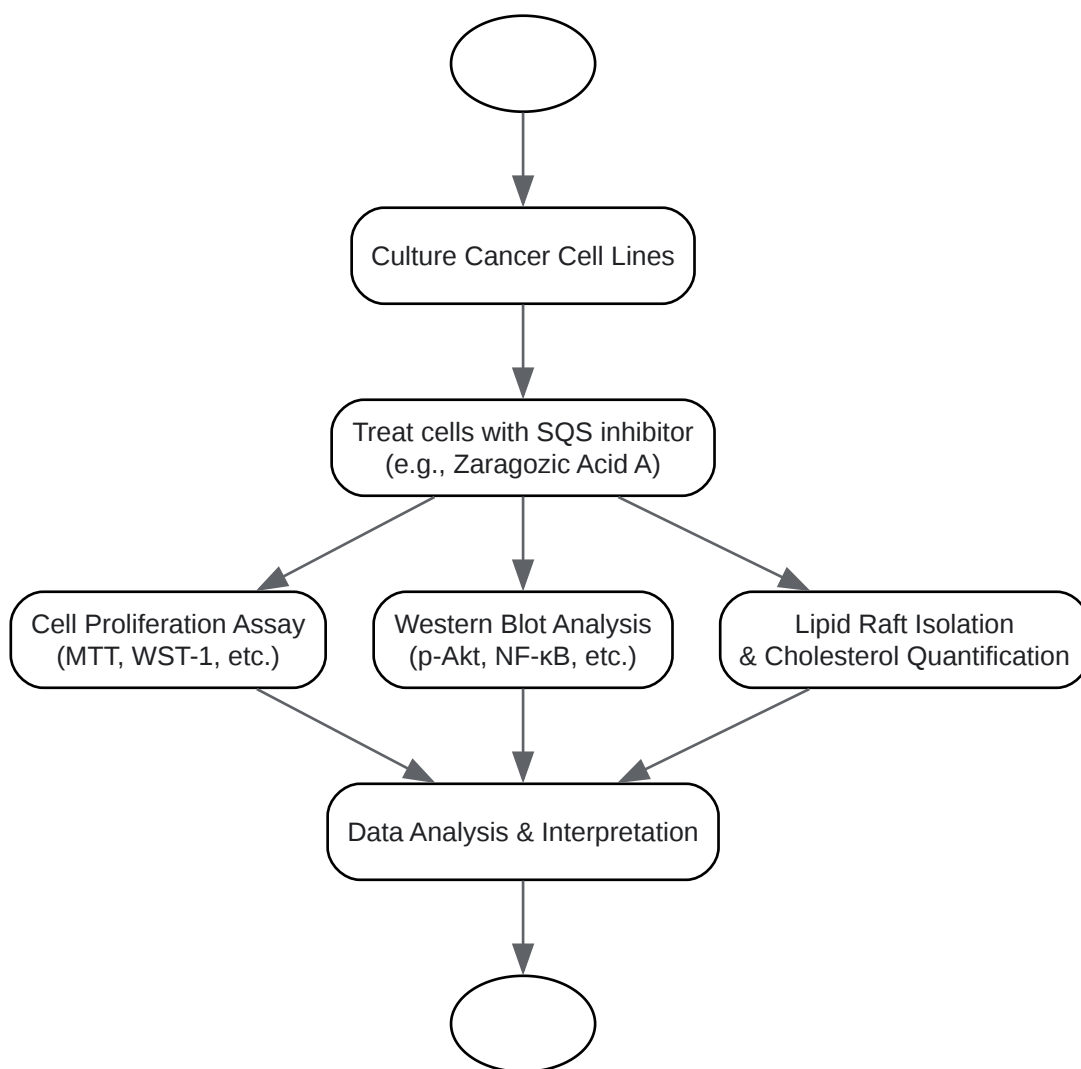 Culture Cancer Cell Lines
Treat cells with SQS inhibitor
(e.g., Zaragozic Acid A)
Cell Proliferation Assay
(MTT, WST-1, etc.)
Western Blot Analysis
(p-Akt, NF-κB, etc.)
Lipid Raft Isolation
& Cholesterol Quantification
Data Analysis & Interpretation